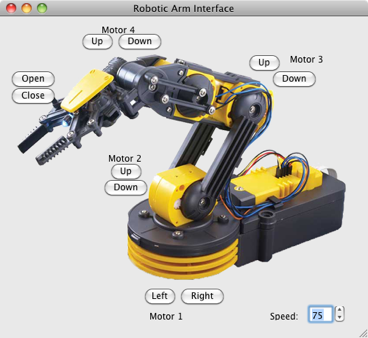 Robotic Arm Interface
Motor 4
Up Down
Up Motor 3
Down
Open
Close
Motor 2
Up
Down
Left Right
Motor 1
Speed: 75